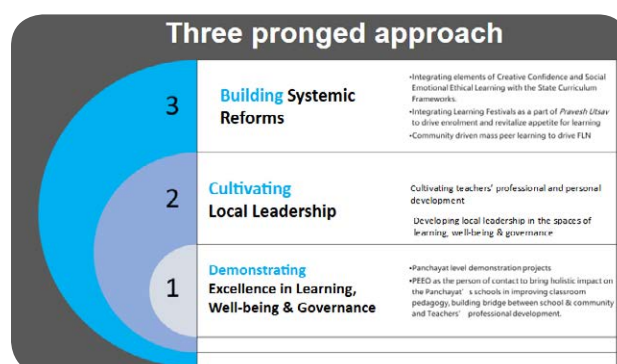 Three pronged approach
3
Building Systemic
Reforms
•Integrating elements of Creative Confidence and Social
Emotional Ethical Learning with the State Curriculum
Frameworks.
•Integrating Learning Festivals as a part of Pravesh Utsav
to drive enrolment and revitalize appetite for learning
•Community driven mass peer learning to drive FLN
2
Cultivating
Local Leadership
Cultivating teachers' professional and personal
development
Developing local leadership in the spaces of
learning, well-being & governance
1
Demonstrating
Excellence in Learning,
Well-being & Governance
•Panchayat level demonstration projects
•PEEO as the person of contact to bring holistic impact on
the Panchayat' s schools in improving classroom
pedagogy, building bridge between school & community
and Teachers' professional development.